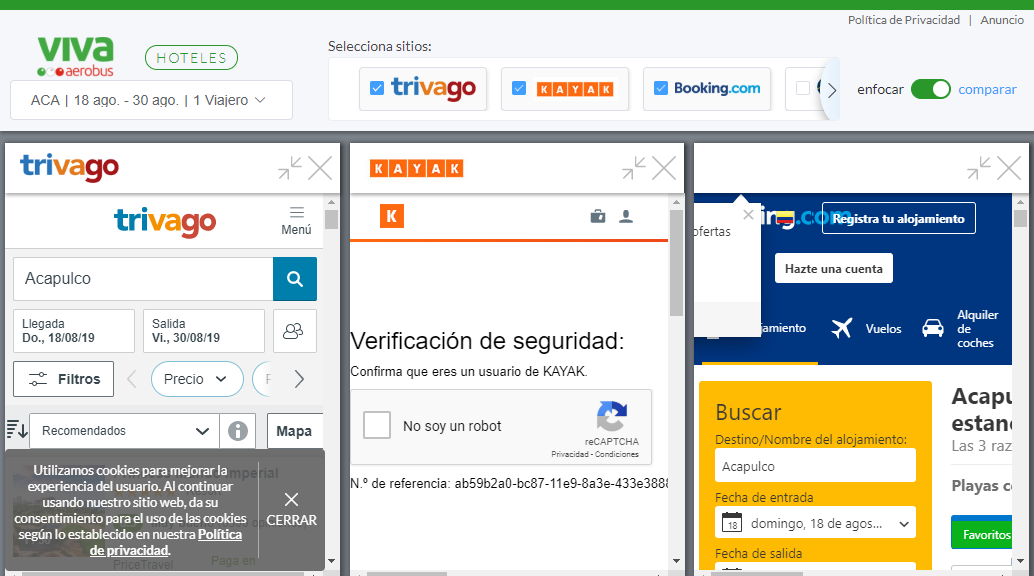 Política de Privacidad | Anuncio
viva
aerobus
HOTELES
Selecciona sitios:
ACA | 18 ago. - 30 ago. | 1 Viajero
trivago
KAYAK
Booking.com
enfocar
comparar
trivago
trivago
Menú
Acapulco
Llegada
Do., 18/08/19
Salida
Vi., 30/08/19
Filtros
Precio
Recomendados
Mapa
Utilizamos cookies para mejorar la
experiencia del usuario. Al continuar
usando nuestro sitio web, da su
consentimiento para el uso de las cookies
según lo establecido en nuestra Política
de privacidad.
CERRAR
PriceTravel
Paga en
KAYAK
K
Verificación de seguridad:
Confirma que eres un usuario de KAYAK.
No soy un robot
reCAPTCHA
Privacidad - Condiciones
N.º de referencia: ab59b2a0-bc87-11e9-8a3e-433e3888
ing.com
Registra tu alojamiento
ofertas
Hazte una cuenta
jamiento
Vuelos
Alquiler
de
coches
Buscar
Destino/Nombre del alojamiento:
Acapulco
Fecha de entrada
18 domingo, 18 de agos...
Fecha de salida
Acapu
estan
Las 3 raz
Playas c
Favoritos